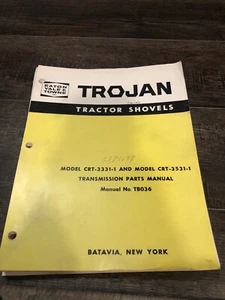 EATON
YALE &
TOWNE
TROJAN
TRACTOR SHOVELS
MODEL CRT-3331-1 AND MODEL CRT-3531-1
TRANSMISSION PARTS MANUAL
Manual No. TB036
BATAVIA, NEW YORK